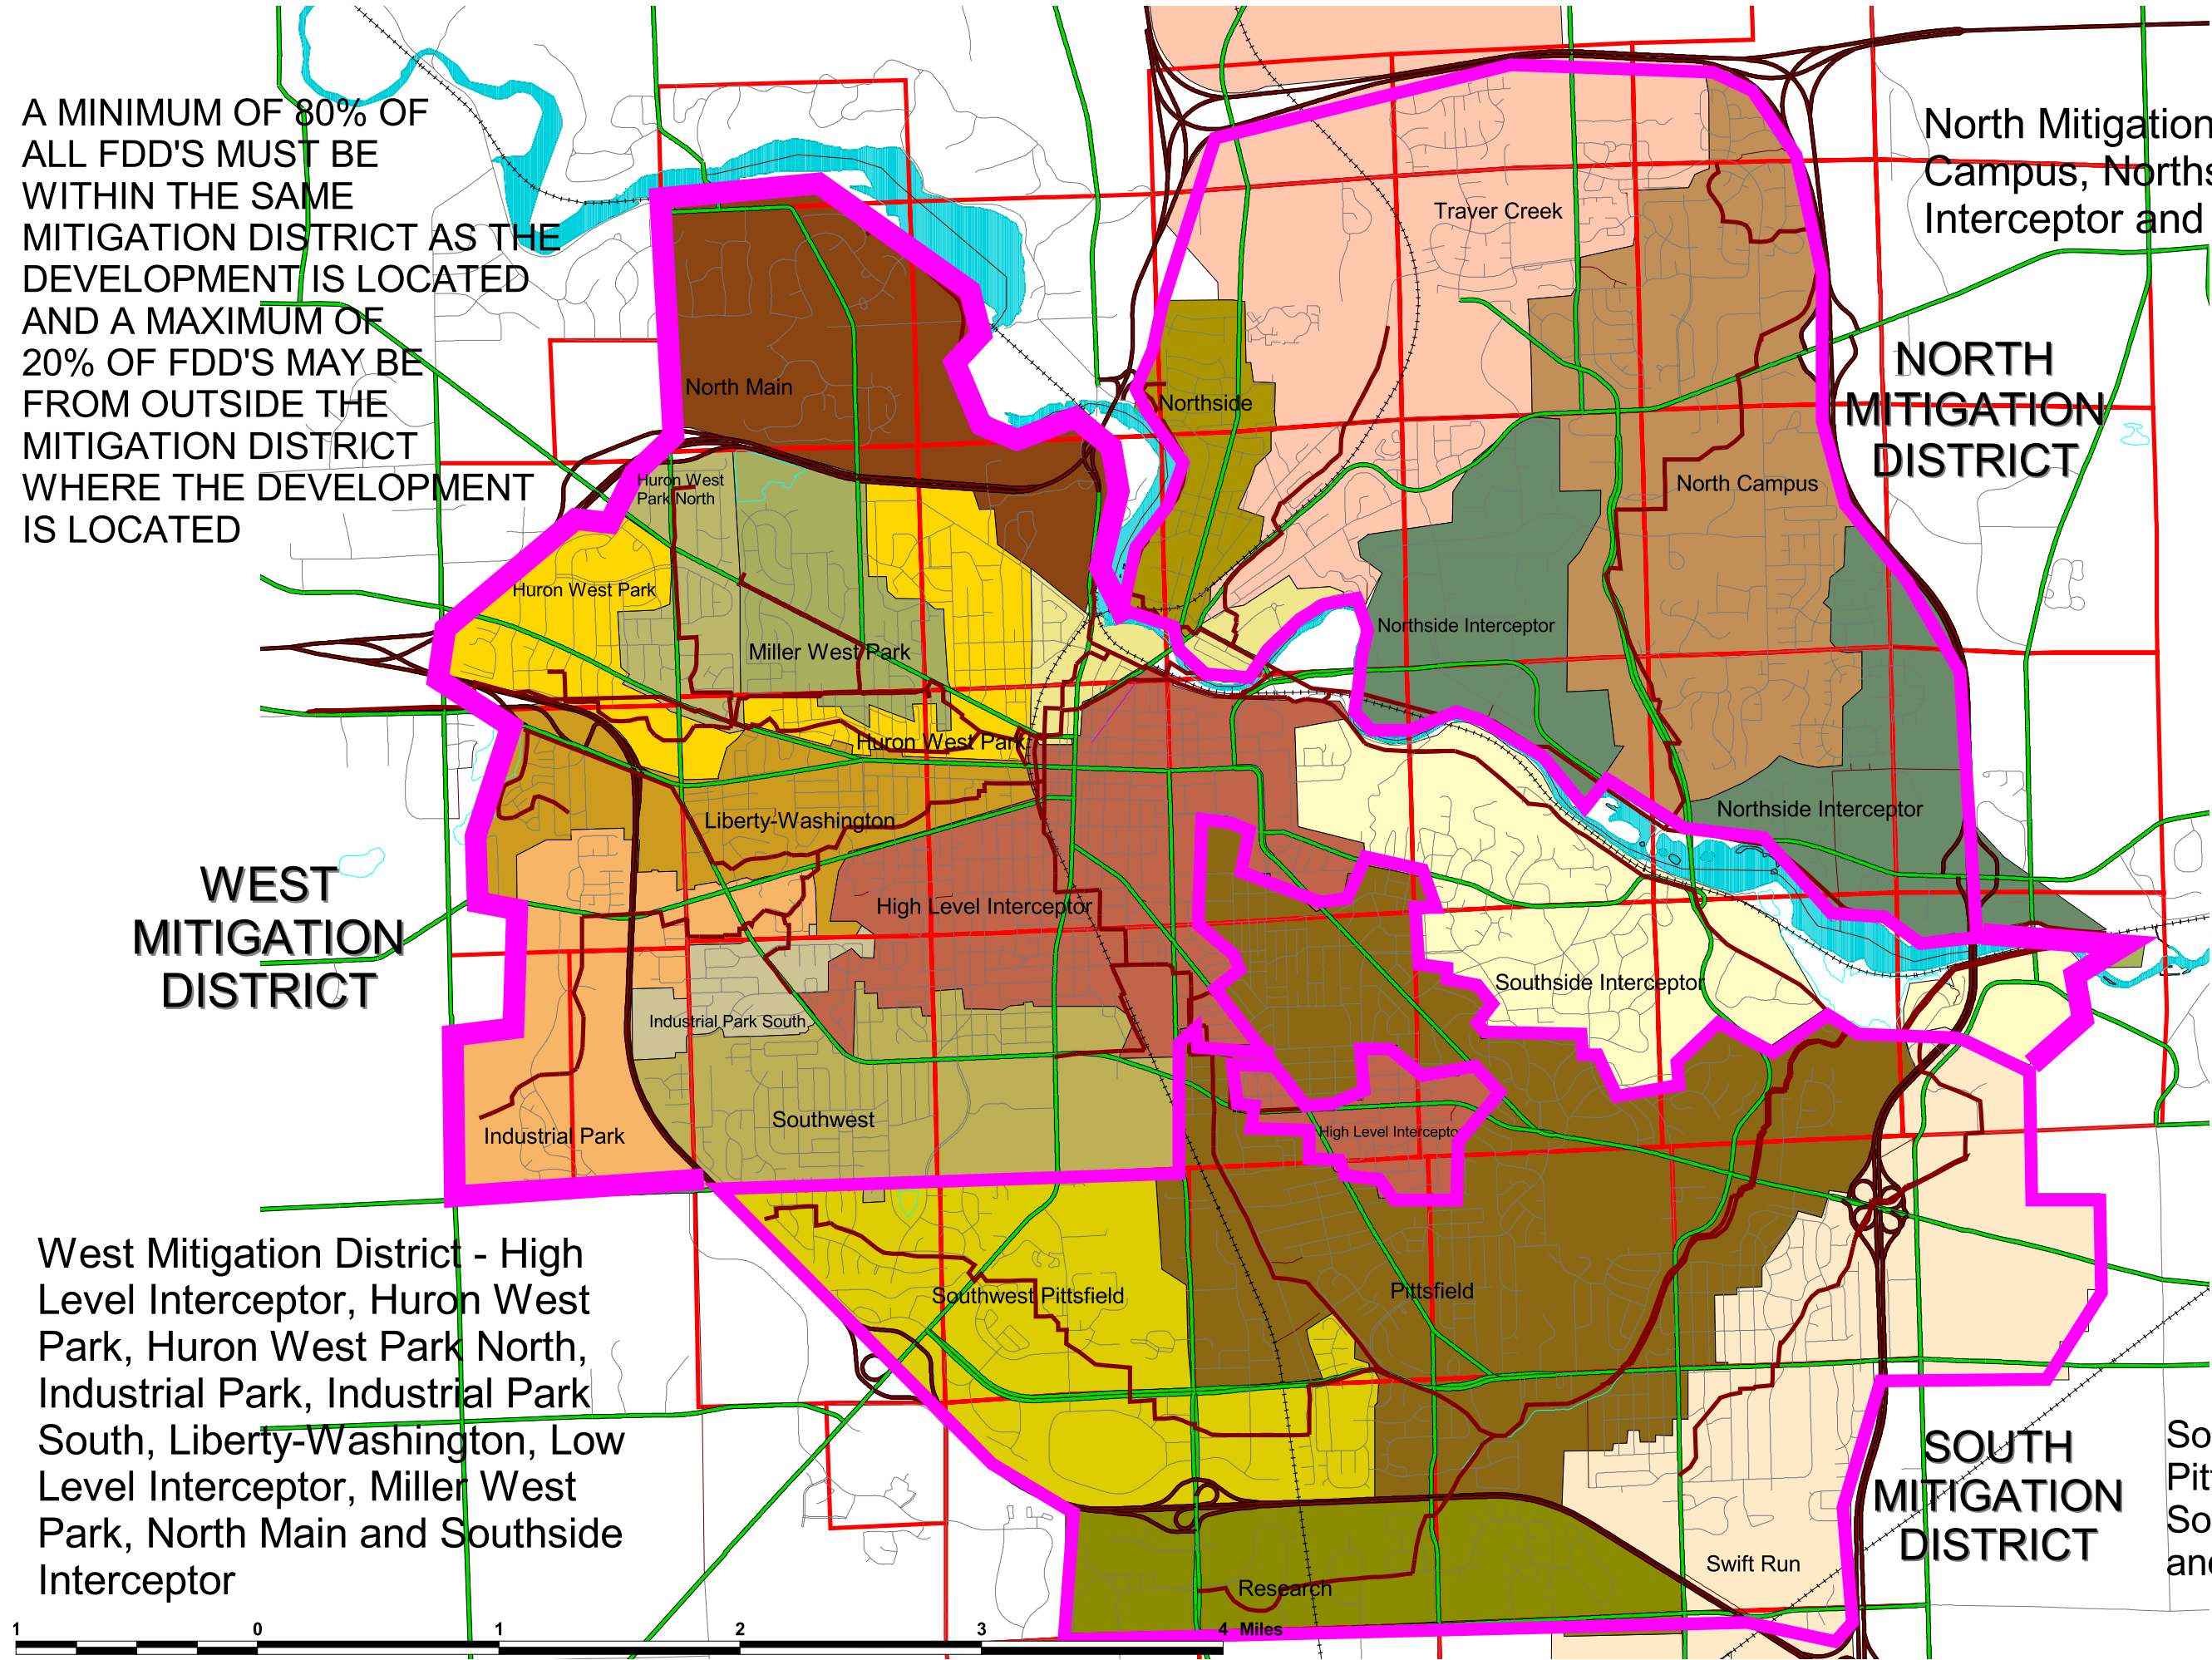 A MINIMUM OF 80% OF
ALL FDD'S MUST BE
WITHIN THE SAME
MITIGATION DISTRICT AS THE
DEVELOPMENT IS LOCATED
AND A MAXIMUM OF
20% OF FDD'S MAY BE
FROM OUTSIDE THE
MITIGATION DISTRICT
WHERE THE DEVELOPMENT
IS LOCATED
North Mitigation
Campus, Norths
Interceptor and
Traver Creek
NORTH
MITIGATION
DISTRICT
North Main
Northside
Huron West
Park North
North Campus
Huron West Park
Miller West Park
Northside Interceptor
Huron West Park
Liberty-Washington
Northside Interceptor
WEST
MITIGATION
DISTRICT
High Level Interceptor
Southside Interceptor
Industrial Park South
Southwest
Industrial Park
High Level Interceptor
West Mitigation District - High
Level Interceptor, Huron West
Park, Huron West Park North,
Industrial Park, Industrial Park
South, Liberty-Washington, Low
Level Interceptor, Miller West
Park, North Main and Southside
Interceptor
Southwest Pittsfield
Pittsfield
SOUTH
MITIGATION
DISTRICT
So
Pit
So
and
Swift Run
Research
1 0 1 2 3 4 Miles